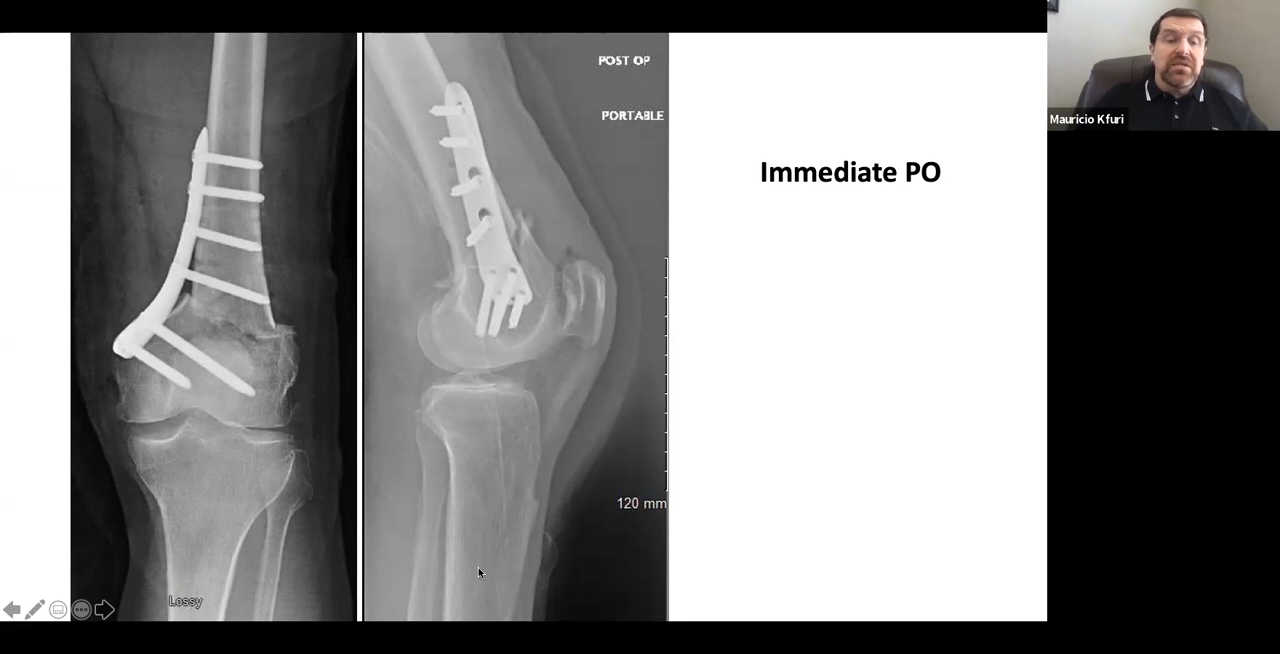 POST OP
PORTABLE
Immediate PO
120 mm
Lossy
Mauricio Kfuri